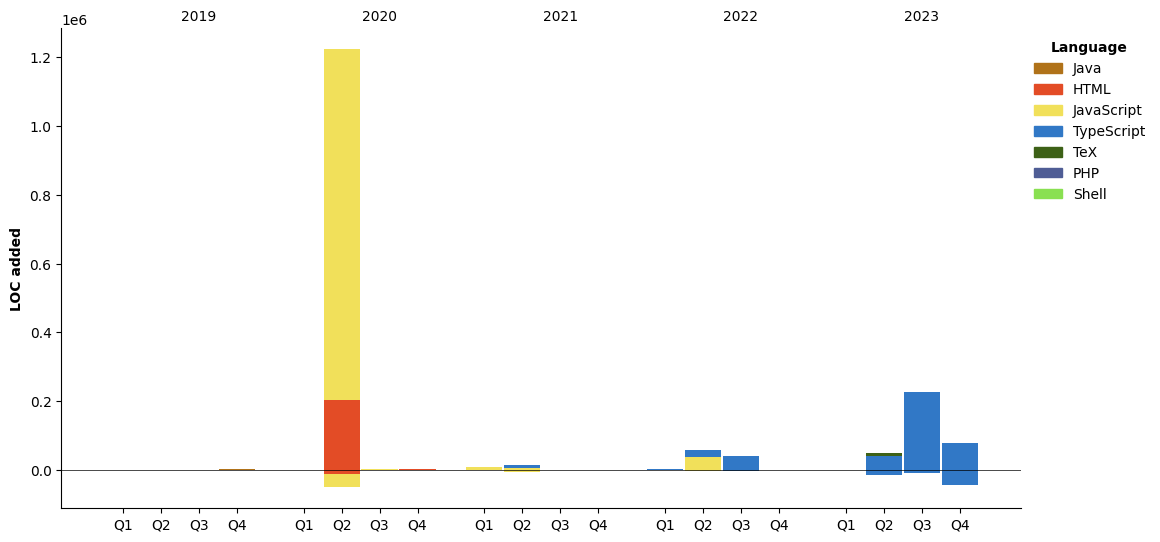 2019 2020 2021 2022 2023
1e6
1.2
1.0
0.8
0.6
0.4
0.2
0.0
LOC added
Q1 Q2 Q3 Q4 Q1 Q2 Q3 Q4 Q1 Q2 Q3 Q4 Q1 Q2 Q3 Q4 Q1 Q2 Q3 Q4
Language
Java
HTML
JavaScript
TypeScript
TeX
PHP
Shell